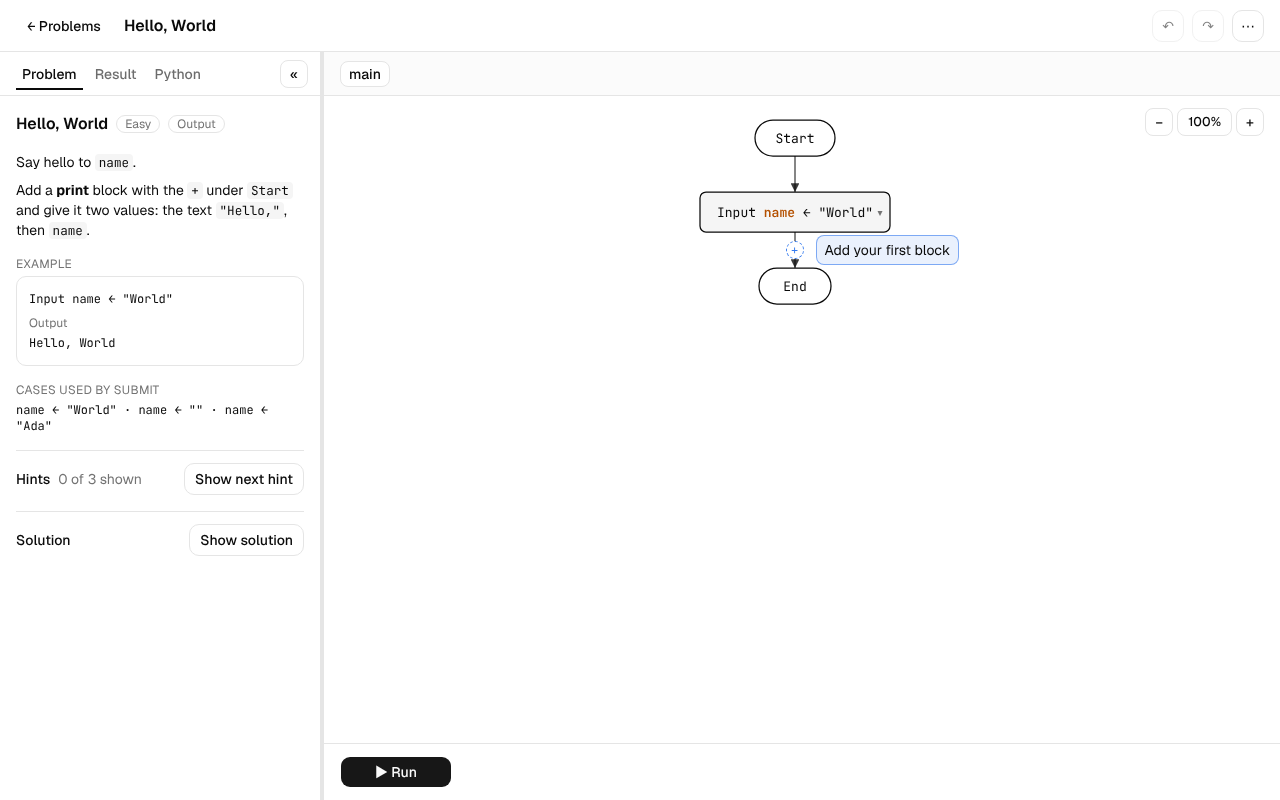 ← Problems
Hello, World
↶
↷
⋯
Problem
Result
Python
«
main
Hello, World
Easy
Output
Say hello to name.
Add a print block with the + under Start
and give it two values: the text "Hello,",
then name.
EXAMPLE
Input name ← "World"
Output
Hello, World
CASES USED BY SUBMIT
name ← "World" · name ← "" · name ←
"Ada"
Hints 0 of 3 shown
Show next hint
Solution
Show solution
−
100%
+
Start
Input name ← "World" ▾
+
Add your first block
End
▶ Run